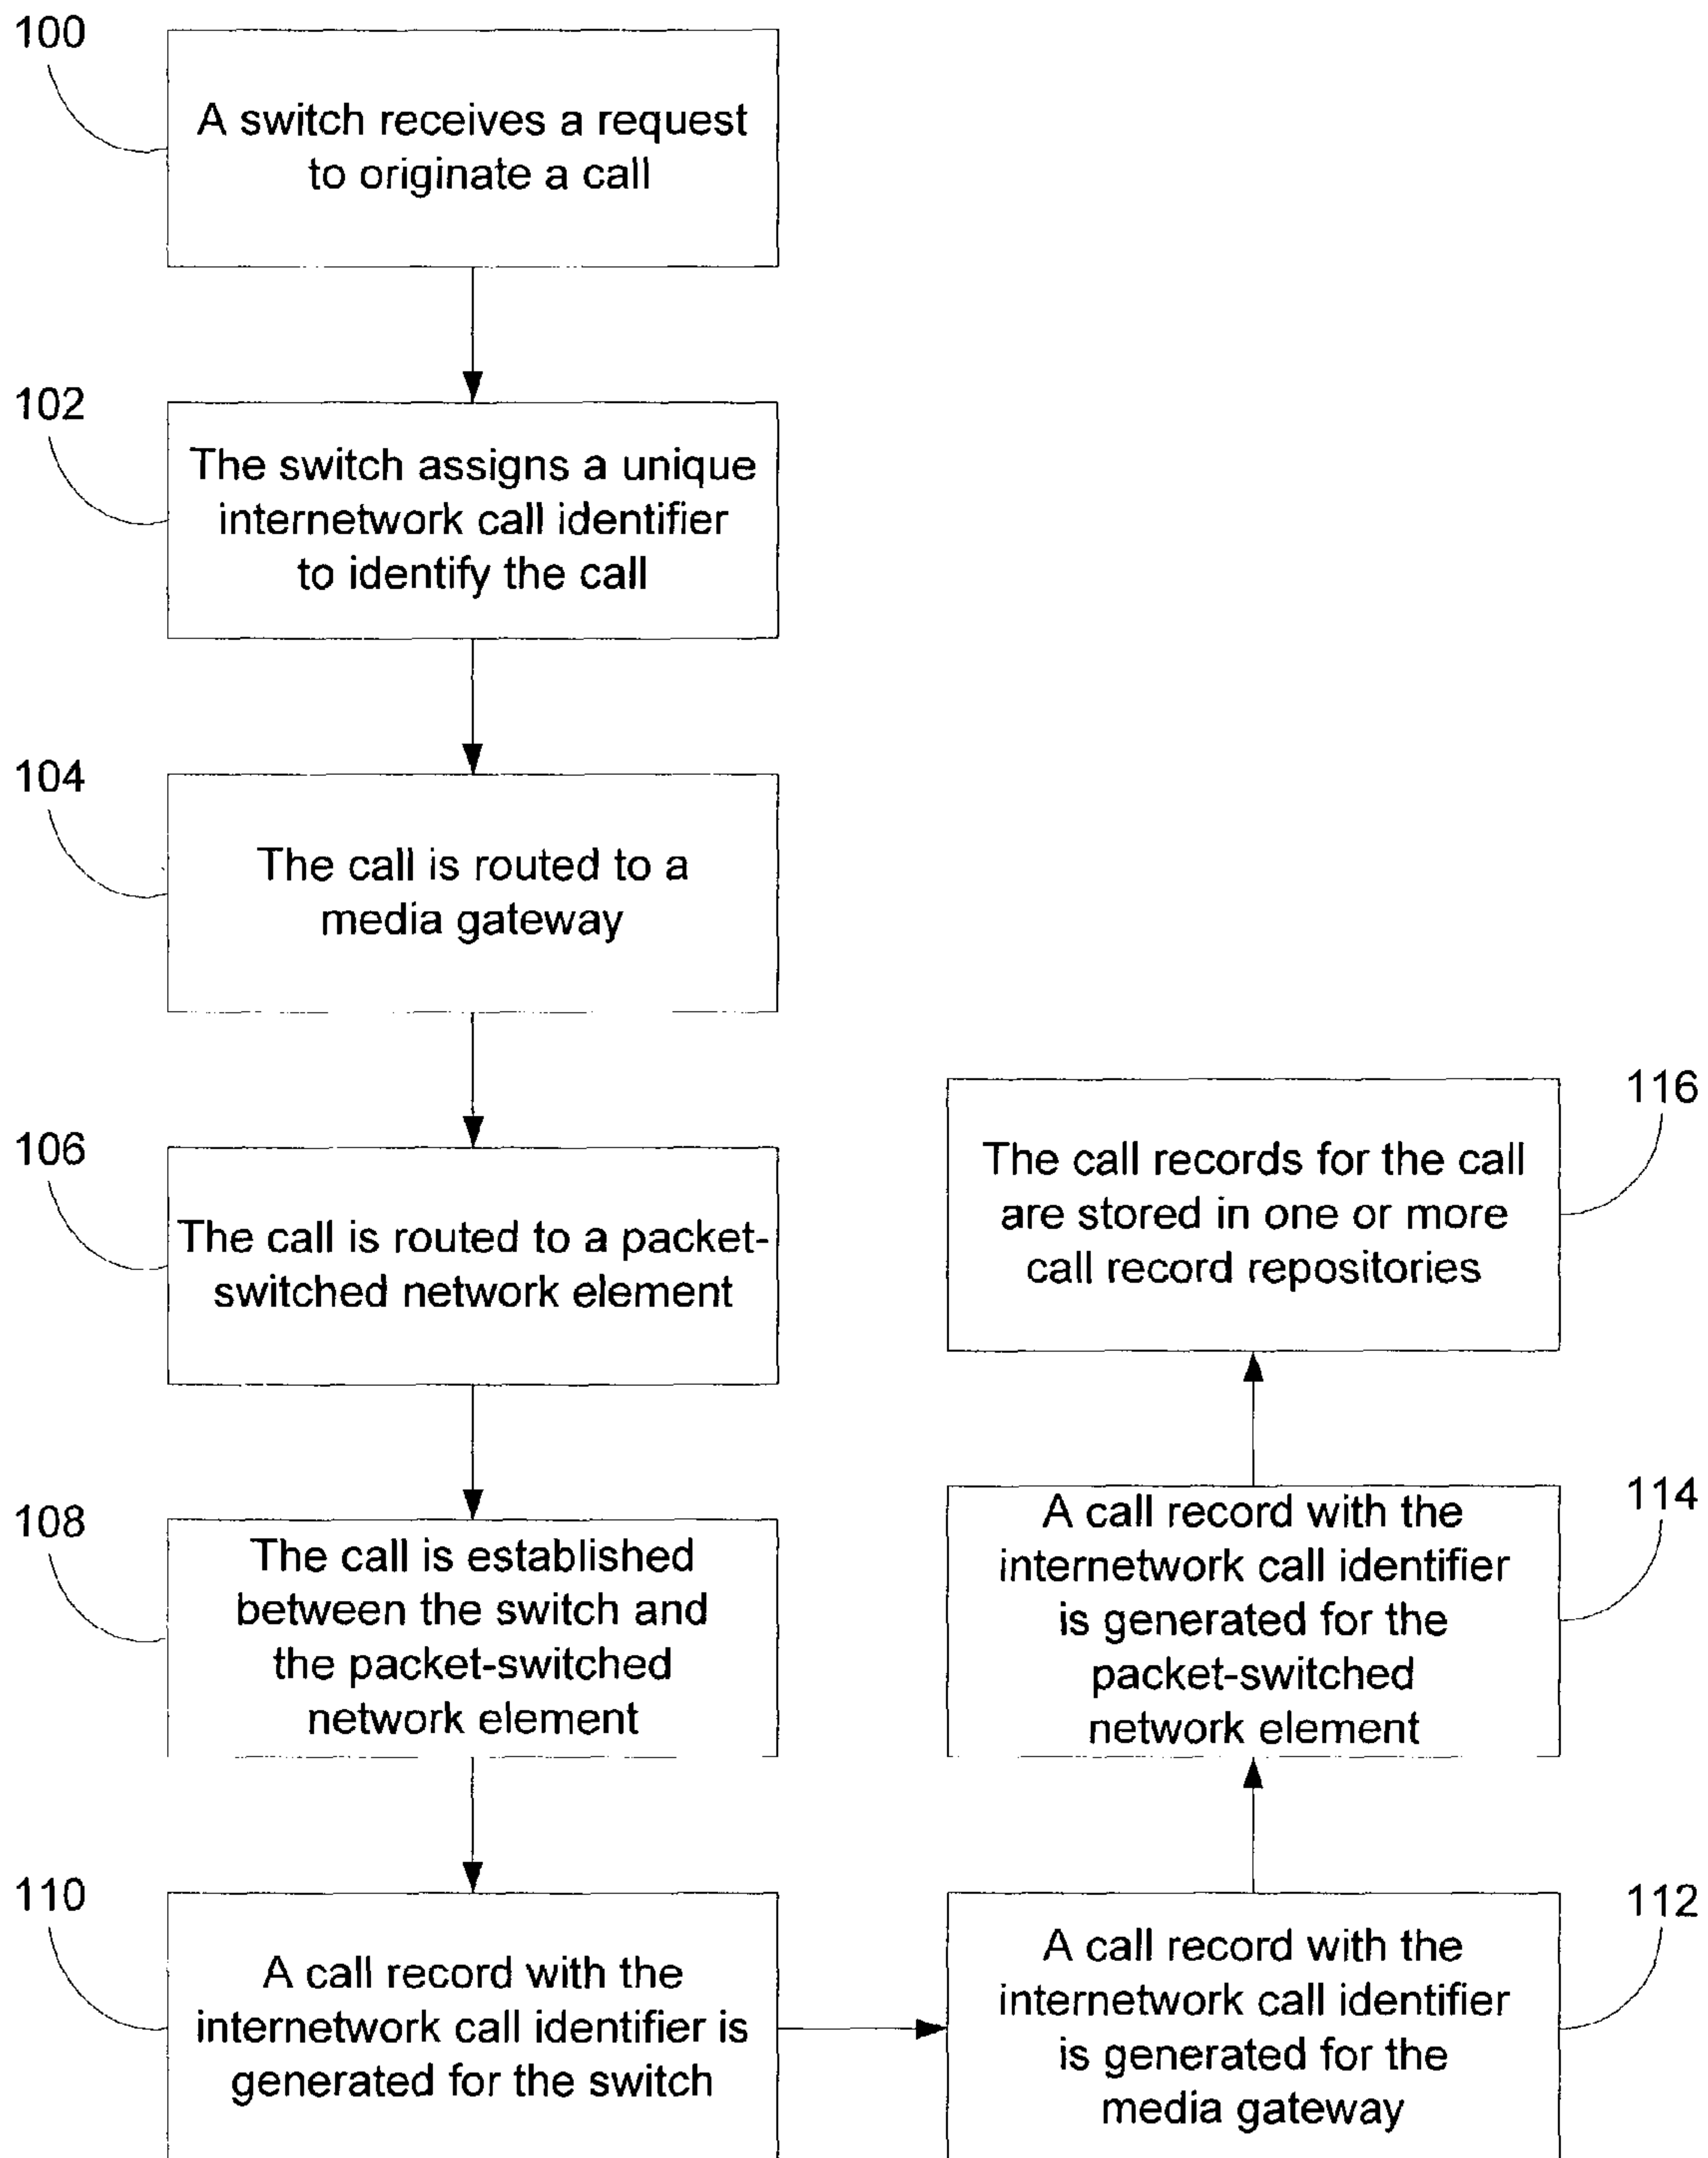 100
A switch receives a request
to originate a call
102
The switch assigns a unique
internetwork call identifier
to identify the call
104
The call is routed to a
media gateway
106
The call is routed to a packet-
switched network element
108
The call is established
between the switch and
the packet-switched
network element
110
A call record with the
internetwork call identifier is
generated for the switch
112
A call record with the
internetwork call identifier
is generated for the
media gateway
114
A call record with the
internetwork call identifier
is generated for the
packet-switched
network element
116
The call records for the call
are stored in one or more
call record repositories